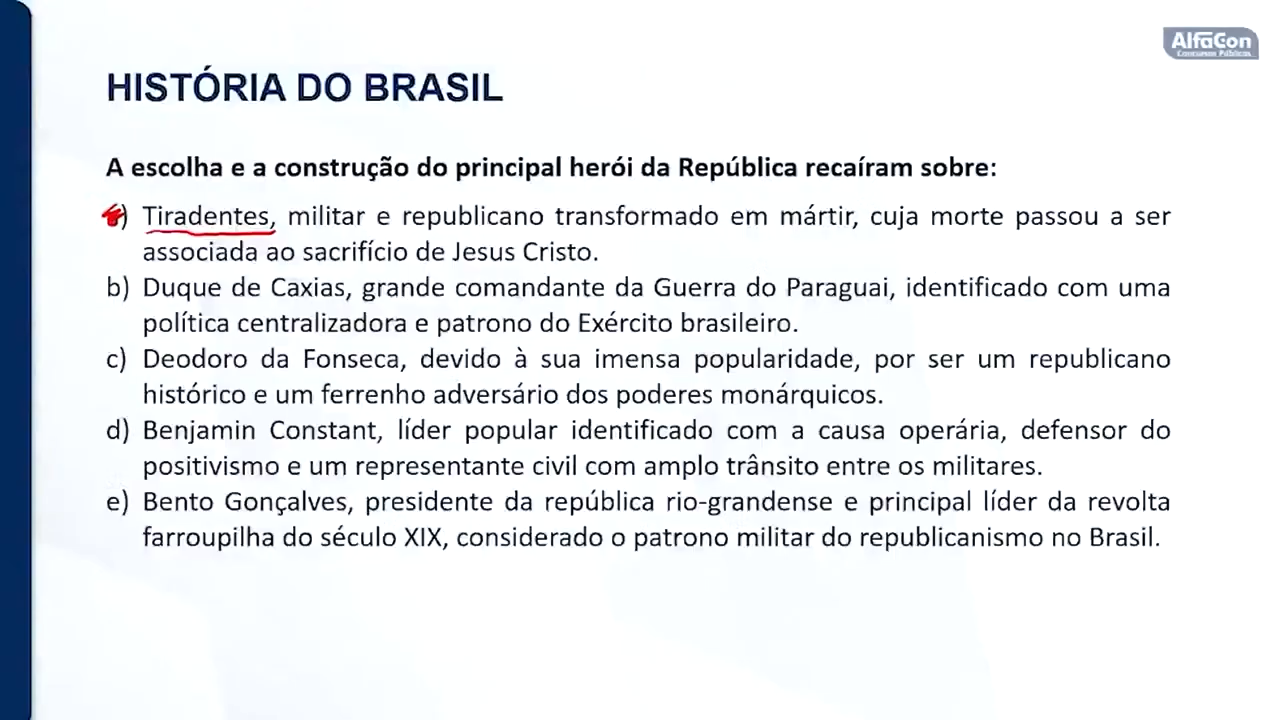 AlfaCon
Concursos Públicos
HISTÓRIA DO BRASIL
A escolha e a construção do principal herói da República recaíram sobre:
) Tiradentes, militar e republicano transformado em mártir, cuja morte passou a ser
associada ao sacrifício de Jesus Cristo.
b) Duque de Caxias, grande comandante da Guerra do Paraguai, identificado com uma
política centralizadora e patrono do Exército brasileiro.
c) Deodoro da Fonseca, devido à sua imensa popularidade, por ser um republicano
histórico e um ferrenho adversário dos poderes monárquicos.
d) Benjamin Constant, líder popular identificado com a causa operária, defensor do
positivismo e um representante civil com amplo trânsito entre os militares.
e) Bento Gonçalves, presidente da república rio-grandense e principal líder da revolta
farroupilha do século XIX, considerado o patrono militar do republicanismo no Brasil.